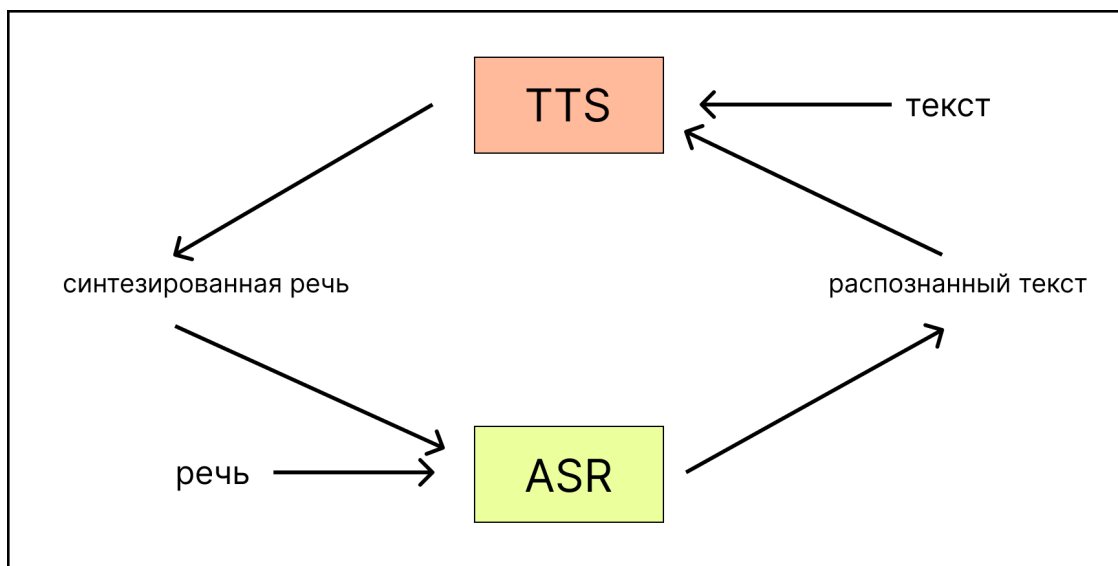 TTS
текст
синтезированная речь
распознанный текст
речь
ASR